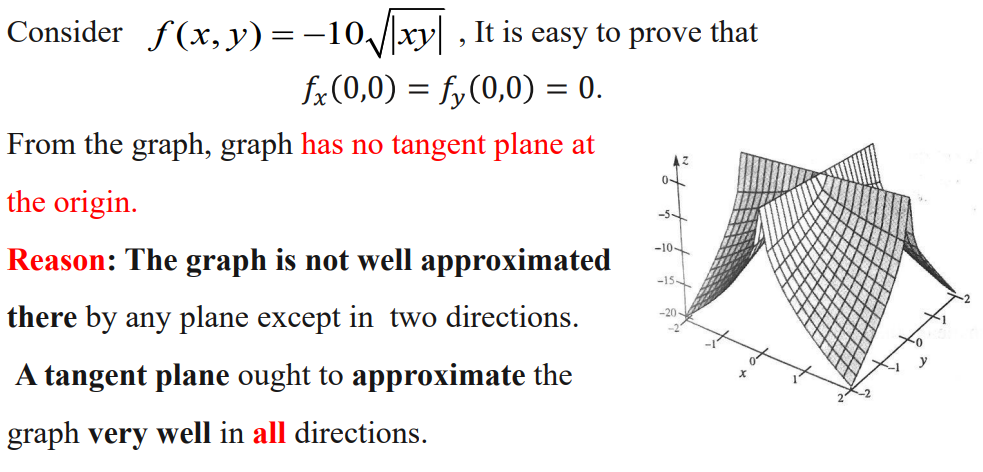 Consider f(x, y) = −10√|xy| , It is easy to prove that
fₓ(0,0) = f_y(0,0) = 0.
From the graph, graph has no tangent plane at
the origin.
Reason: The graph is not well approximated
there by any plane except in two directions.
A tangent plane ought to approximate the
graph very well in all directions.
z
0
−5
−10
−15
−20
−2
−1
0
x
1
2
−2
−1
0
y
1
2